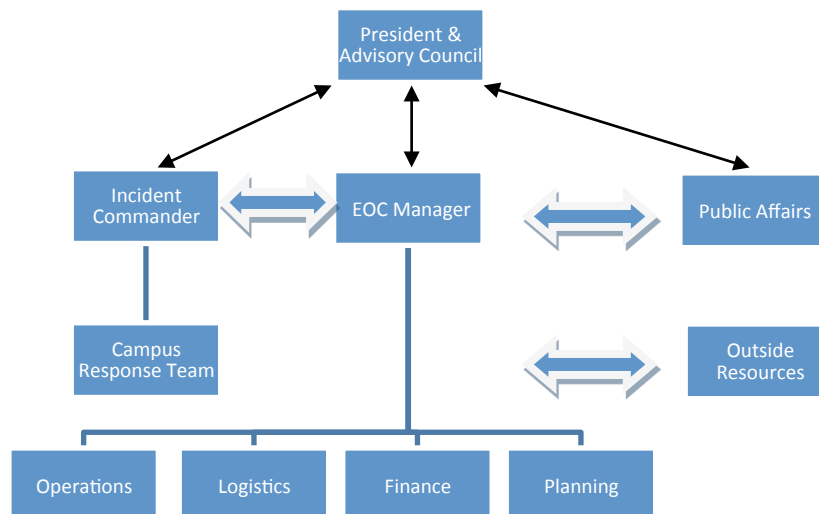 President &
Advisory Council
Incident
Commander
EOC Manager
Public Affairs
Campus
Response Team
Outside
Resources
Operations
Logistics
Finance
Planning